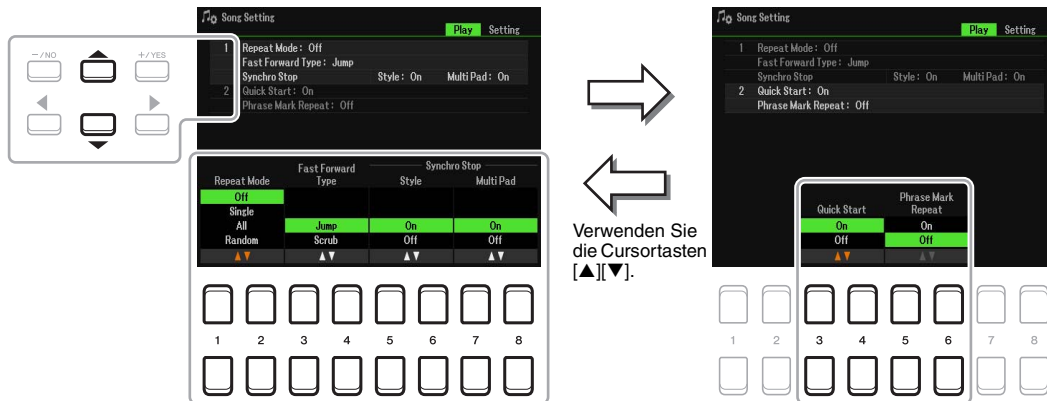 Song Setting
Play Setting
1 Repeat Mode: Off
Fast Forward Type: Jump
Synchro Stop Style: On Multi Pad: On
2 Quick Start: On
Phrase Mark Repeat: Off
-/NO +/YES
Synchro Stop
Repeat Mode Fast Forward Type Style Multi Pad
Off
Single
All Jump On On
Random Scrub Off Off
1 2 3 4 5 6 7 8
Verwenden Sie
die Cursortasten
[▲][▼].
Song Setting
Play Setting
1 Repeat Mode: Off
Fast Forward Type: Jump
Synchro Stop Style: On Multi Pad: On
2 Quick Start: On
Phrase Mark Repeat: Off
Quick Start Phrase Mark Repeat
On On
Off Off
1 2 3 4 5 6 7 8